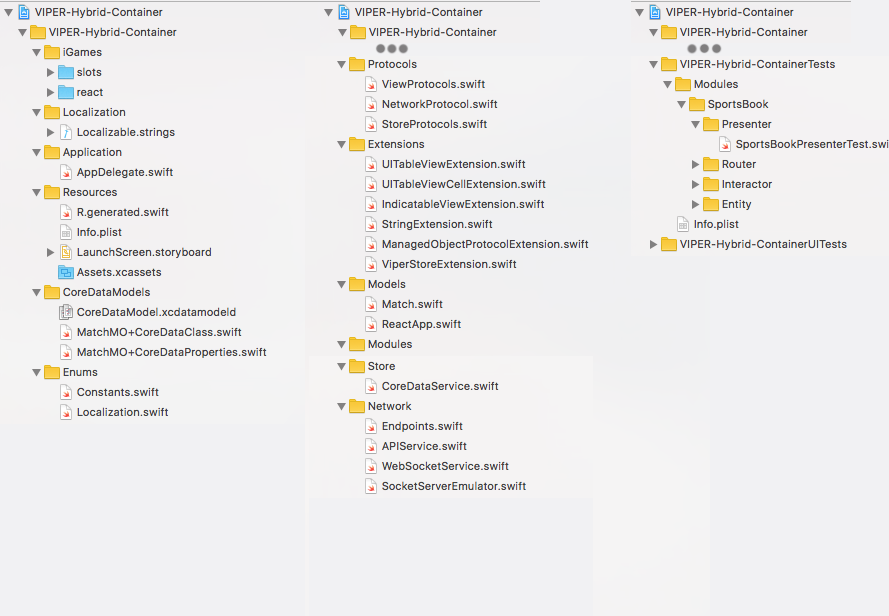 VIPER-Hybrid-Container
VIPER-Hybrid-Container
iGames
slots
react
Localization
Localizable.strings
Application
AppDelegate.swift
Resources
R.generated.swift
Info.plist
LaunchScreen.storyboard
Assets.xcassets
CoreDataModels
CoreDataModel.xcdatamodeld
MatchMO+CoreDataClass.swift
MatchMO+CoreDataProperties.swift
Enums
Constants.swift
Localization.swift
VIPER-Hybrid-Container
VIPER-Hybrid-Container
Protocols
ViewProtocols.swift
NetworkProtocol.swift
StoreProtocols.swift
Extensions
UITableViewExtension.swift
UITableViewCellExtension.swift
IndicatableViewExtension.swift
StringExtension.swift
ManagedObjectProtocolExtension.swift
ViperStoreExtension.swift
Models
Match.swift
ReactApp.swift
Modules
Store
CoreDataService.swift
Network
Endpoints.swift
APIService.swift
WebSocketService.swift
SocketServerEmulator.swift
VIPER-Hybrid-Container
VIPER-Hybrid-Container
VIPER-Hybrid-ContainerTests
Modules
SportsBook
Presenter
SportsBookPresenterTest.swi
Router
Interactor
Entity
Info.plist
VIPER-Hybrid-ContainerUITests